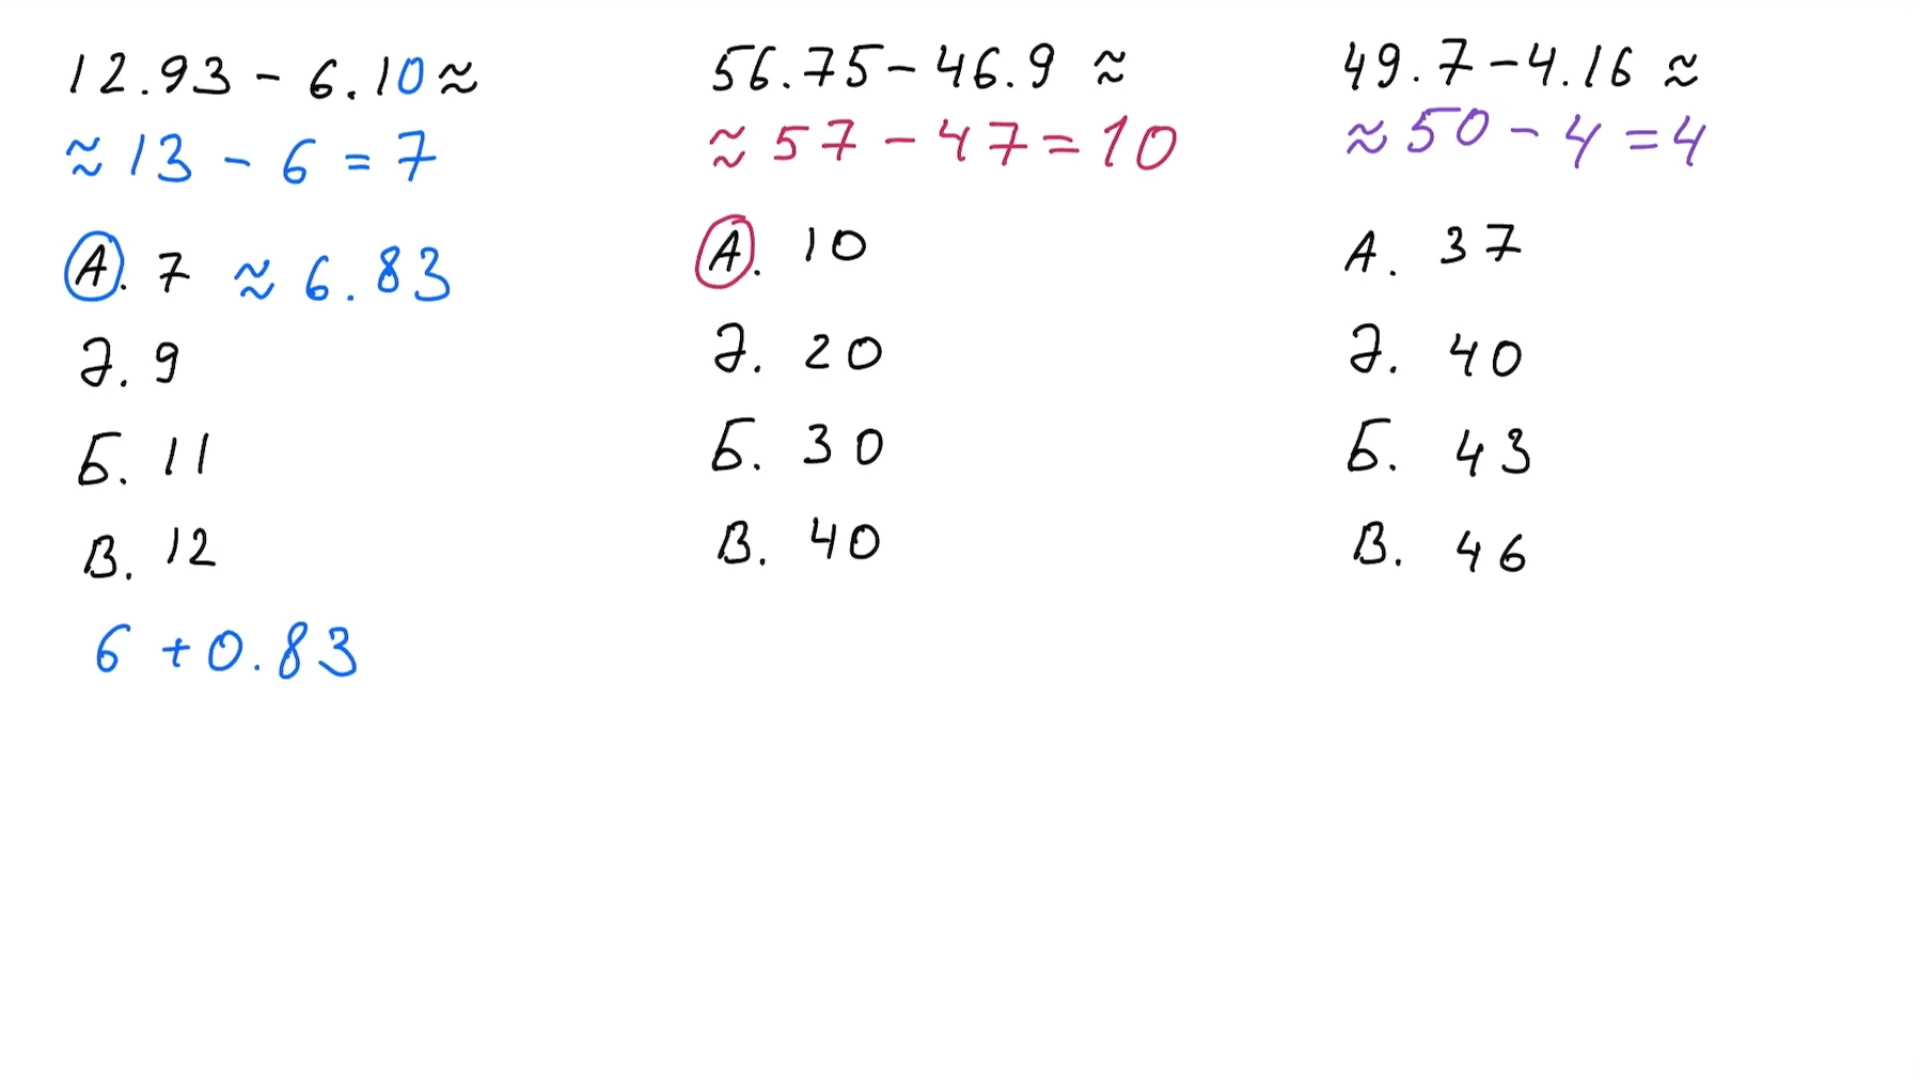 12.93 - 6.10 ≈
≈ 13 - 6 = 7
А. 7 ≈ 6.83
Ә. 9
Б. 11
В. 12
6 + 0.83
56.75 - 46.9 ≈
≈ 57 - 47 = 10
А. 10
Ә. 20
Б. 30
В. 40
49.7 - 4.16 ≈
≈ 50 - 4 = 4
А. 37
Ә. 40
Б. 43
В. 46